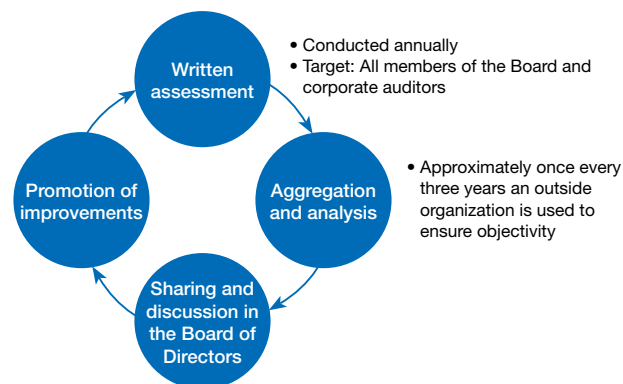 Written
assessment
• Conducted annually
• Target: All members of the Board and
corporate auditors
Aggregation
and analysis
• Approximately once every
three years an outside
organization is used to
ensure objectivity
Sharing and
discussion in
the Board of
Directors
Promotion of
improvements